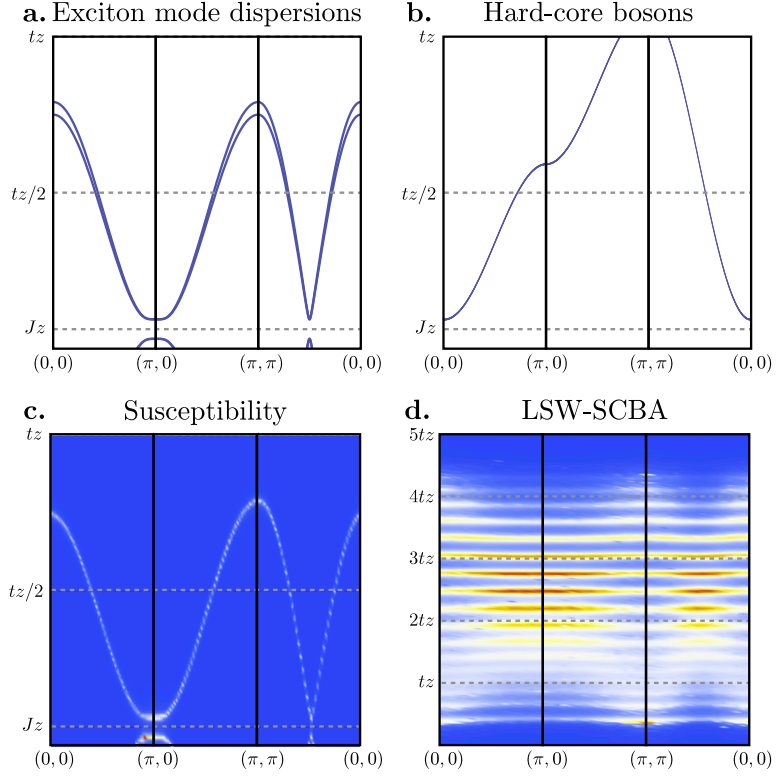 a. Exciton mode dispersions
tz
tz/2
Jz
(0, 0) (π, 0) (π, π) (0, 0)
b. Hard-core bosons
tz
tz/2
Jz
(0, 0) (π, 0) (π, π) (0, 0)
c. Susceptibility
tz
tz/2
Jz
(0, 0) (π, 0) (π, π) (0, 0)
d. LSW-SCBA
5tz
4tz
3tz
2tz
tz
(0, 0) (π, 0) (π, π) (0, 0)